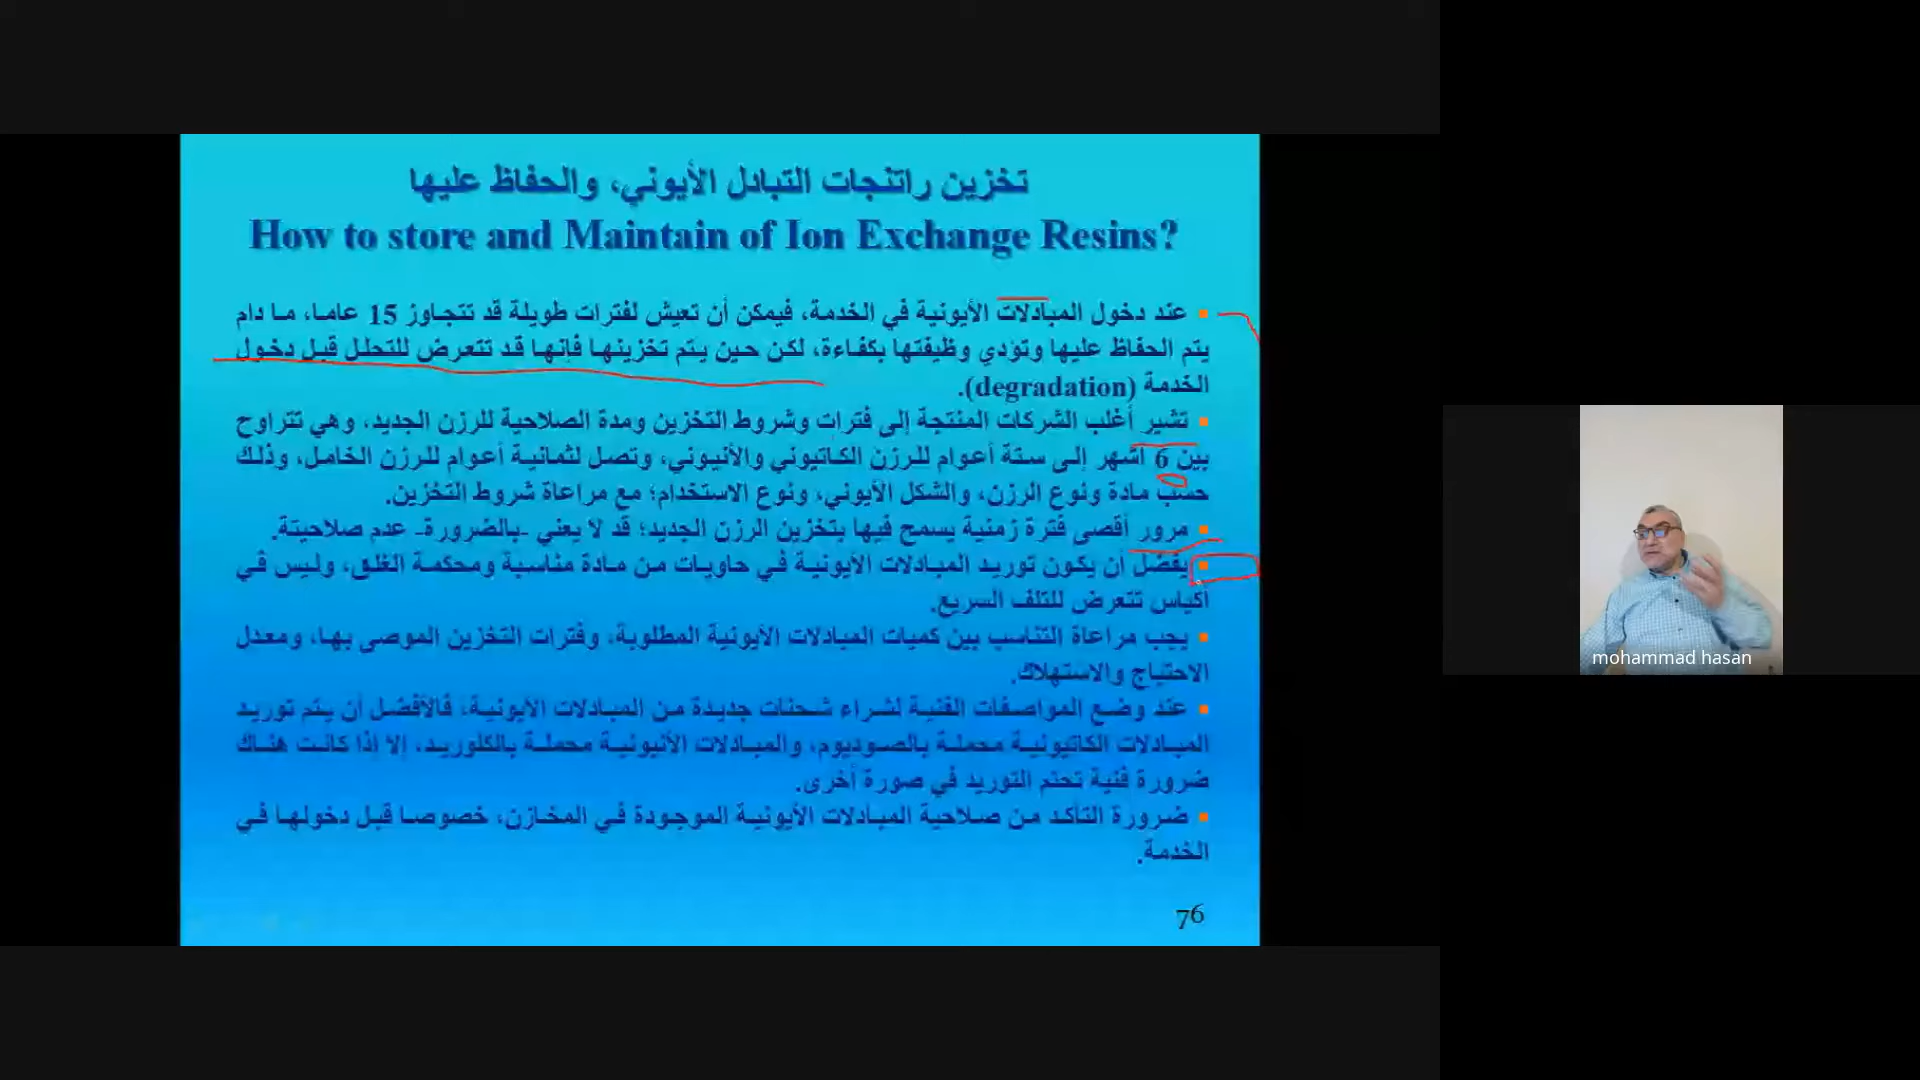 تخزين راتنجات التبادل الأيوني، والحفاظ عليها
How to store and Maintain of Ion Exchange Resins?
▪ عند دخول المبادلات الأيونية في الخدمة، فيمكن أن تعيش لفترات طويلة قد تتجاوز 15 عاما، ما دام
يتم الحفاظ عليها وتؤدي وظيفتها بكفاءة، لكن حين يتم تخزينها فإنها قد تتعرض للتحلل قبل دخول
الخدمة (degradation).
▪ تشير أغلب الشركات المنتجة إلى فترات وشروط التخزين ومدة الصلاحية للرزن الجديد، وهي تتراوح
بين 6 أشهر إلى ستة أعوام للرزن الكاتيوني والأنيوني، وتصل لثمانية أعوام للرزن الخامل، وذلك
حسب مادة ونوع الرزن، والشكل الأيوني، ونوع الاستخدام؛ مع مراعاة شروط التخزين.
▪ مرور أقصى فترة زمنية يسمح فيها بتخزين الرزن الجديد؛ قد لا يعني -بالضرورة- عدم صلاحيتة.
▪ يفضل أن يكون توريد المبادلات الأيونية في حاويات من مادة مناسبة ومحكمة الغلق، وليس في
أكياس تتعرض للتلف السريع.
▪ يجب مراعاة التناسب بين كميات المبادلات الأيونية المطلوبة، وفترات التخزين الموصى بها، ومعدل
الاحتياج والاستهلاك.
▪ عند وضع المواصفات الفنية لشراء شحنات جديدة من المبادلات الأيونية، فالأفضل أن يتم توريد
المبادلات الكاتيونية محملة بالصوديوم، والمبادلات الأنيونية محملة بالكلوريد، إلا إذا كانت هناك
ضرورة فنية تحتم التوريد في صورة أخرى.
▪ ضرورة التأكد من صلاحية المبادلات الأيونية الموجودة في المخازن، خصوصا قبل دخولها في
الخدمة.
76
mohammad hasan